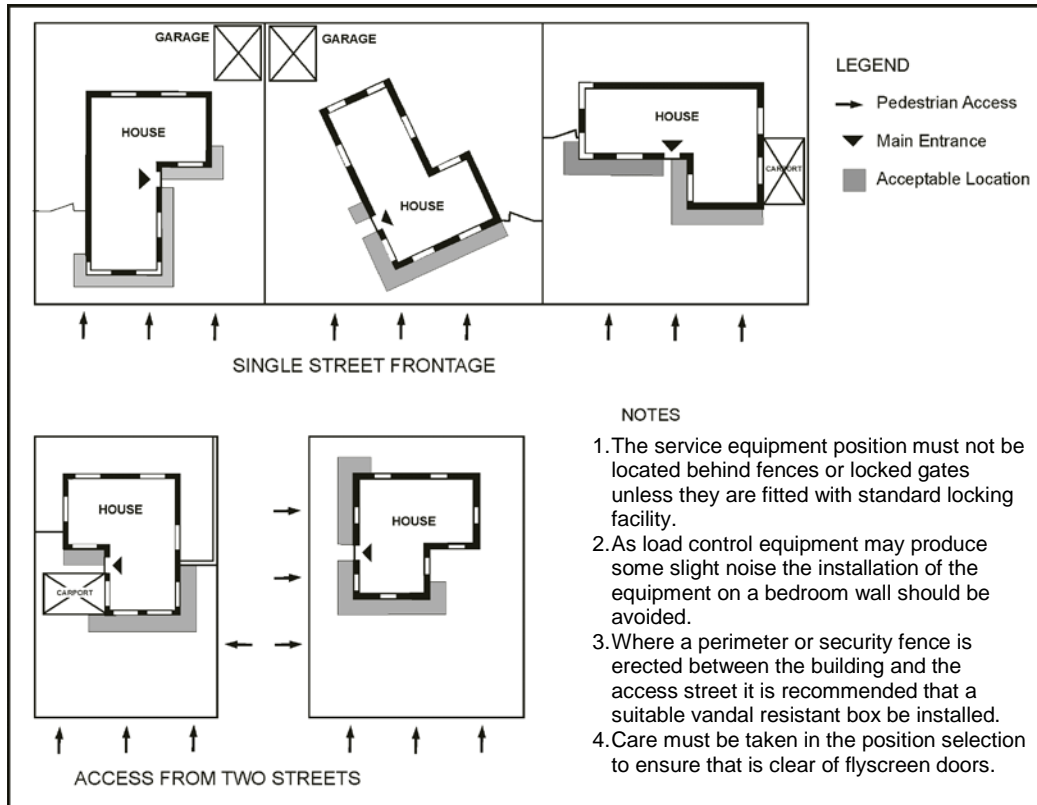 GARAGE
GARAGE
HOUSE
HOUSE
HOUSE
CARPORT
LEGEND
Pedestrian Access
Main Entrance
Acceptable Location
SINGLE STREET FRONTAGE
HOUSE
CARPORT
HOUSE
ACCESS FROM TWO STREETS
NOTES
1.The service equipment position must not be
located behind fences or locked gates
unless they are fitted with standard locking
facility.
2.As load control equipment may produce
some slight noise the installation of the
equipment on a bedroom wall should be
avoided.
3.Where a perimeter or security fence is
erected between the building and the
access street it is recommended that a
suitable vandal resistant box be installed.
4.Care must be taken in the position selection
to ensure that is clear of flyscreen doors.